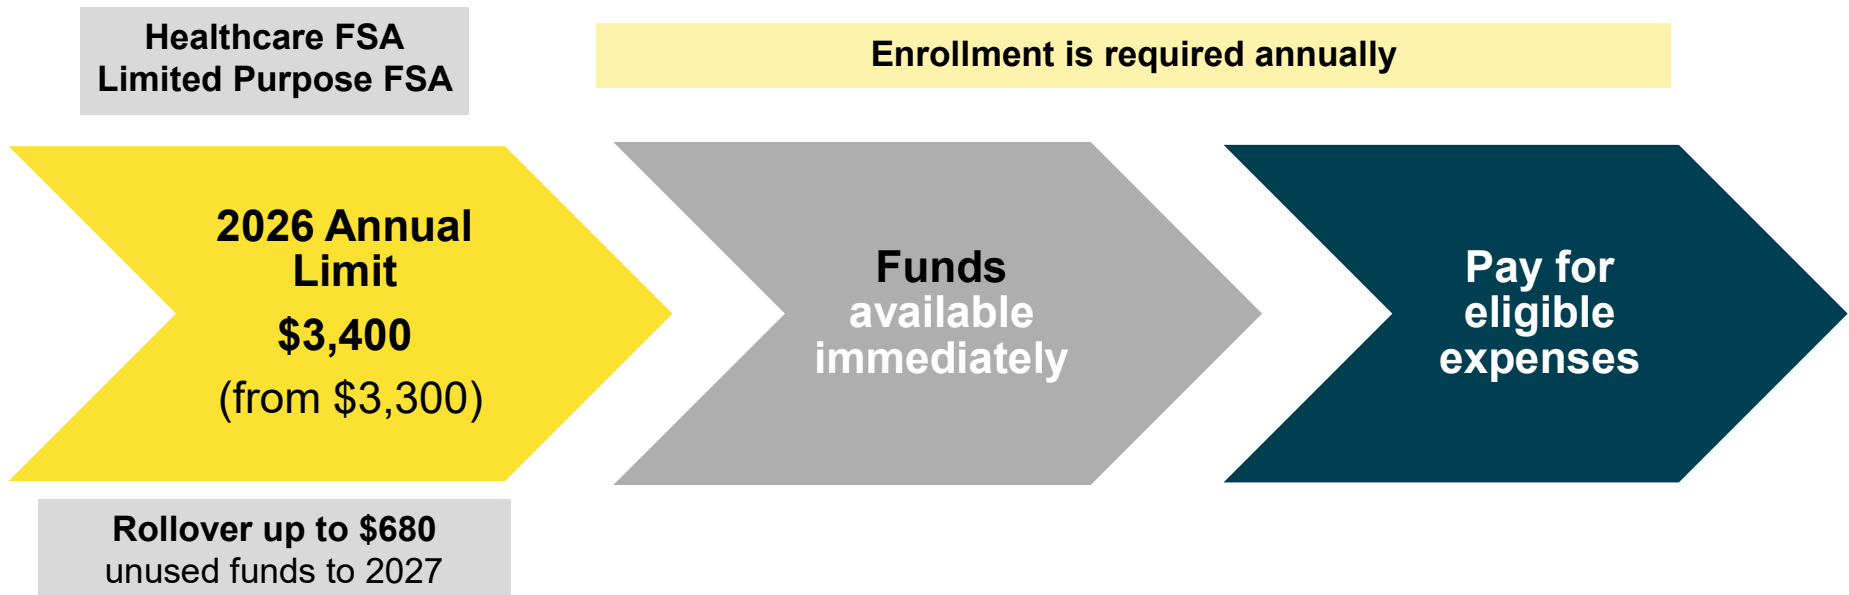 Healthcare FSA
Limited Purpose FSA
Enrollment is required annually
2026 Annual
Limit
$3,400
(from $3,300)
Funds
available
immediately
Pay for
eligible
expenses
Rollover up to $680
unused funds to 2027